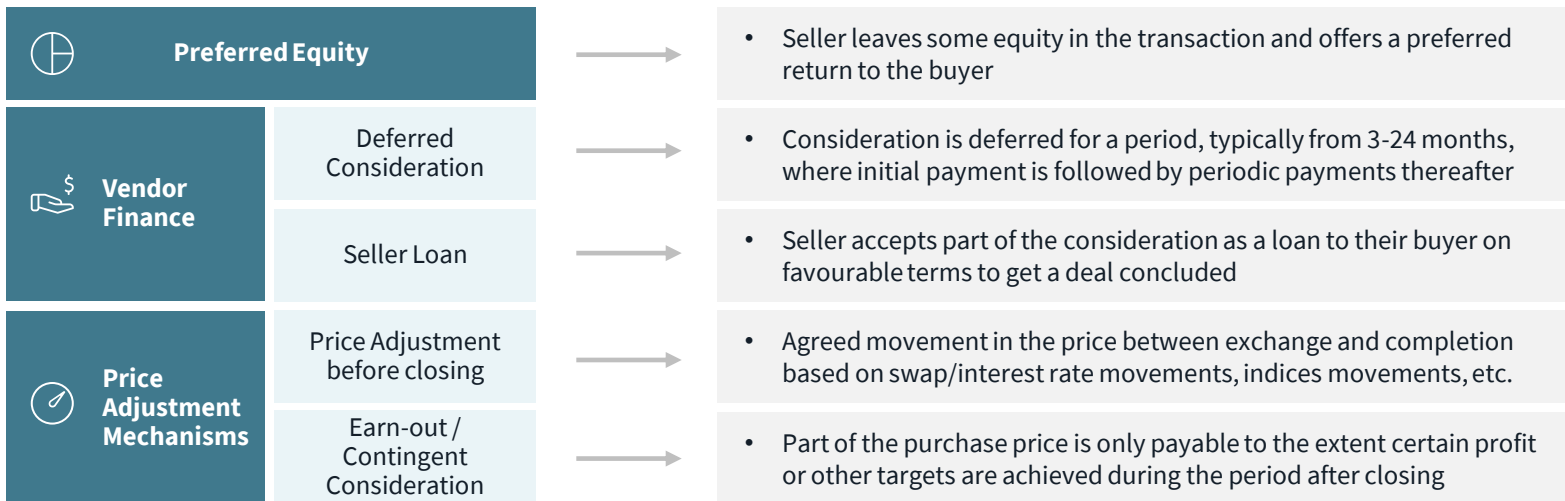 Preferred Equity
• Seller leaves some equity in the transaction and offers a preferred
return to the buyer
$
Vendor
Finance
Deferred
Consideration
• Consideration is deferred for a period, typically from 3-24 months,
where initial payment is followed by periodic payments thereafter
Seller Loan
• Seller accepts part of the consideration as a loan to their buyer on
favourable terms to get a deal concluded
Price
Adjustment
Mechanisms
Price Adjustment
before closing
• Agreed movement in the price between exchange and completion
based on swap/interest rate movements, indices movements, etc.
Earn-out /
Contingent
Consideration
• Part of the purchase price is only payable to the extent certain profit
or other targets are achieved during the period after closing